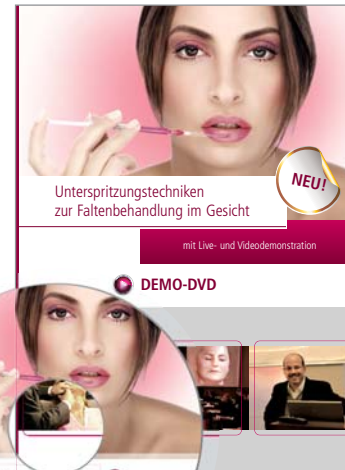 Unterspritzungstechniken
zur Faltenbehandlung im Gesicht
NEU!
mit Live- und Videodemonstration
DEMO-DVD